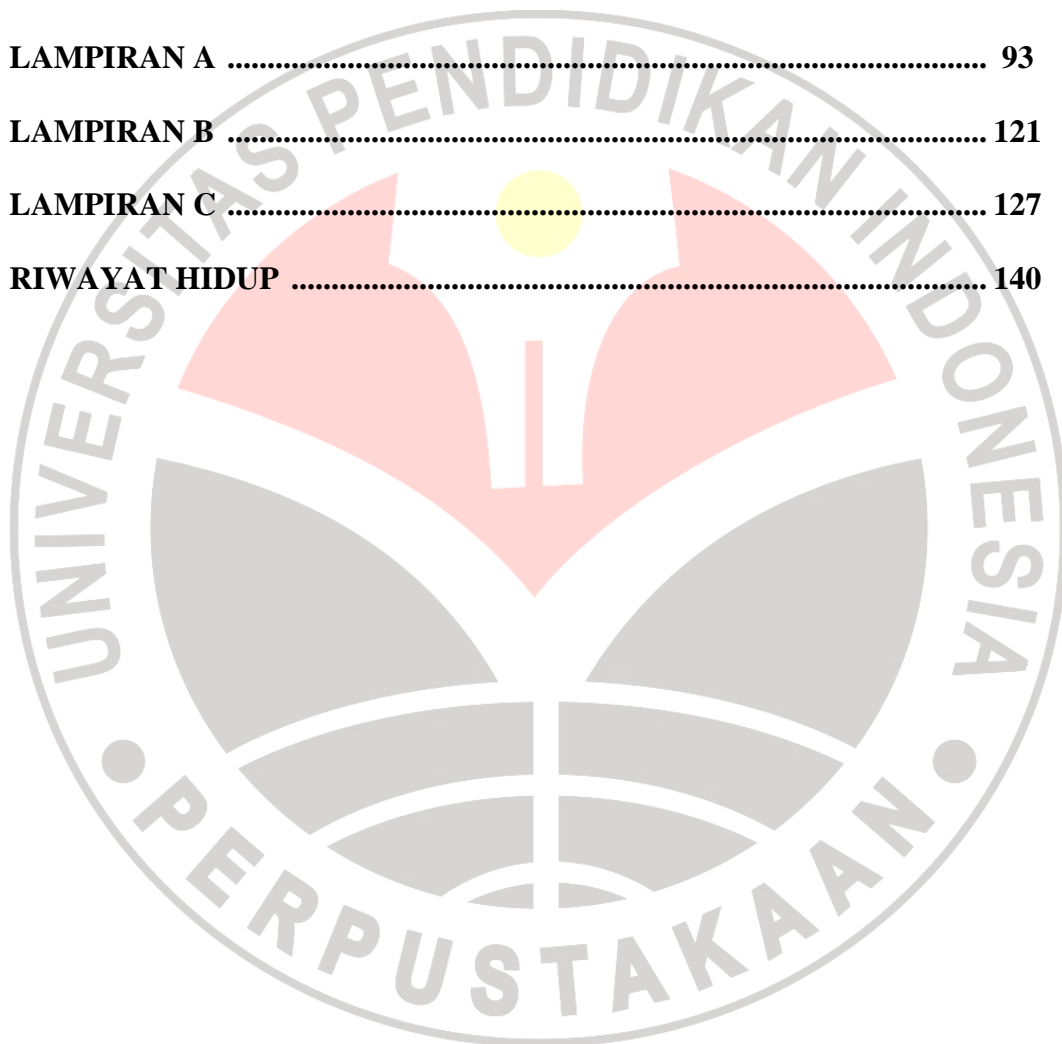 LAMPIRAN A ................................................................................................ 93
LAMPIRAN B ................................................................................................ 121
LAMPIRAN C ................................................................................................ 127
RIWAYAT HIDUP ........................................................................................ 140
UNIVERSITAS PENDIDIKAN INDONESIA
PERPUSTAKAAN